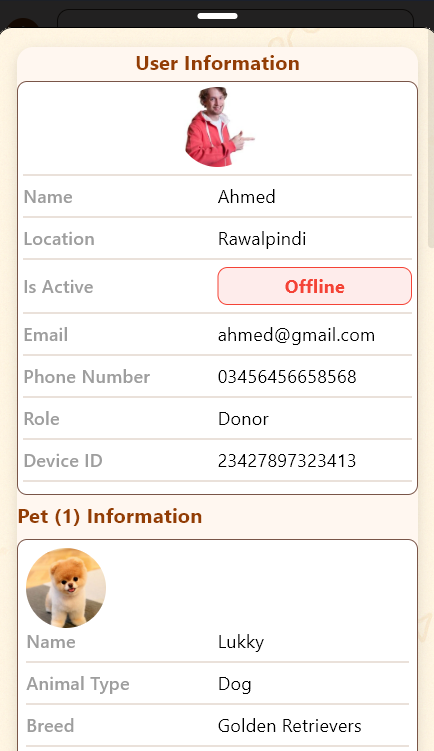 User Information
Name Ahmed
Location Rawalpindi
Is Active Offline
Email ahmed@gmail.com
Phone Number 03456456658568
Role Donor
Device ID 23427897323413
Pet (1) Information
Name Lukky
Animal Type Dog
Breed Golden Retrievers